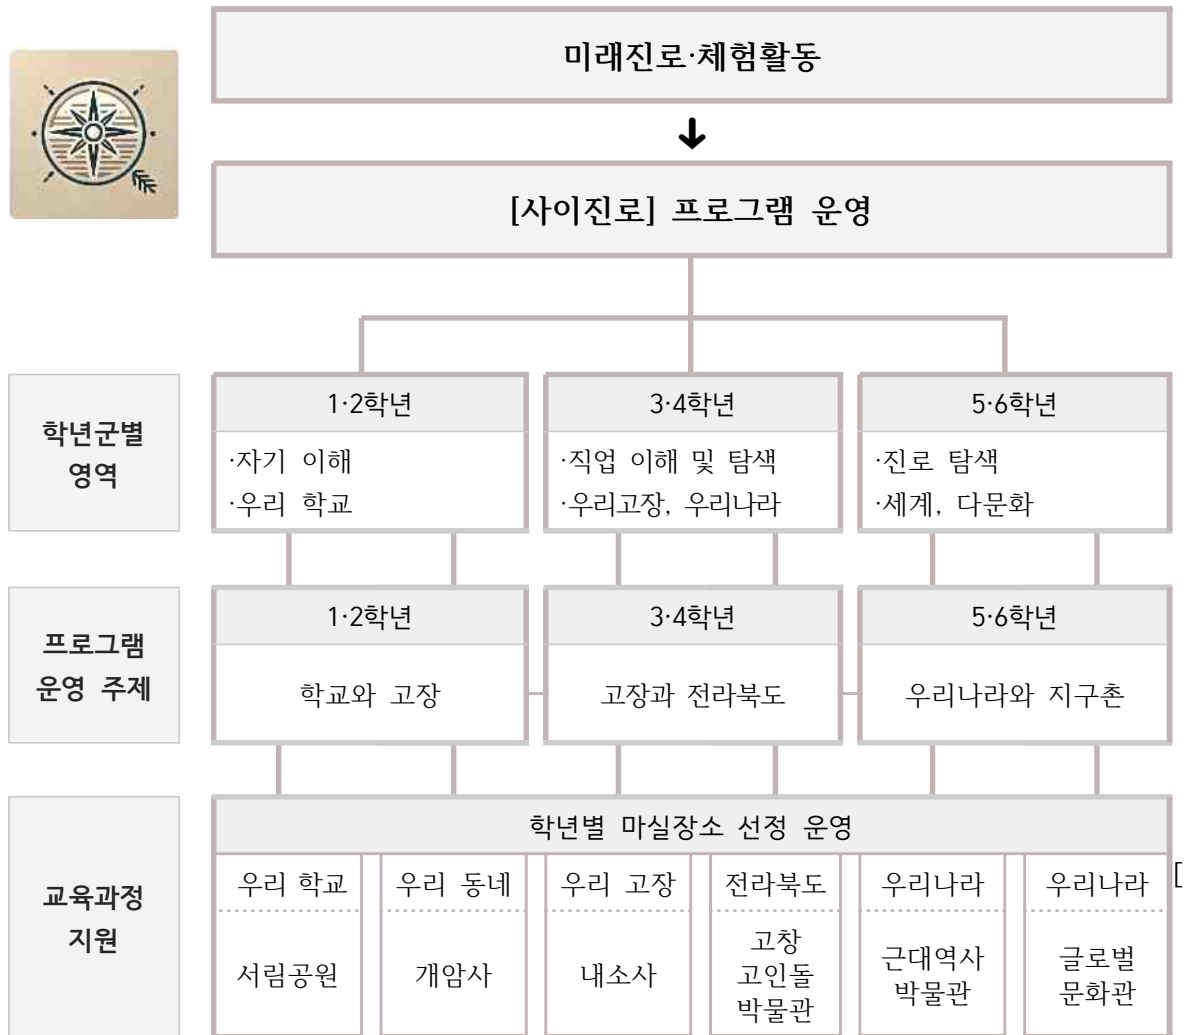 미래진로·체험활동
[사이진로] 프로그램 운영
학년군별
영역
1·2학년
·자기 이해
·우리 학교
3·4학년
·직업 이해 및 탐색
·우리고장, 우리나라
5·6학년
·진로 탐색
·세계, 다문화
프로그램
운영 주제
1·2학년
학교와 고장
3·4학년
고장과 전라북도
5·6학년
우리나라와 지구촌
교육과정
지원
학년별 마실장소 선정 운영
우리 학교
서림공원
우리 동네
개암사
우리 고장
내소사
전라북도
고창
고인돌
박물관
우리나라
근대역사
박물관
우리나라
글로벌
문화관
[